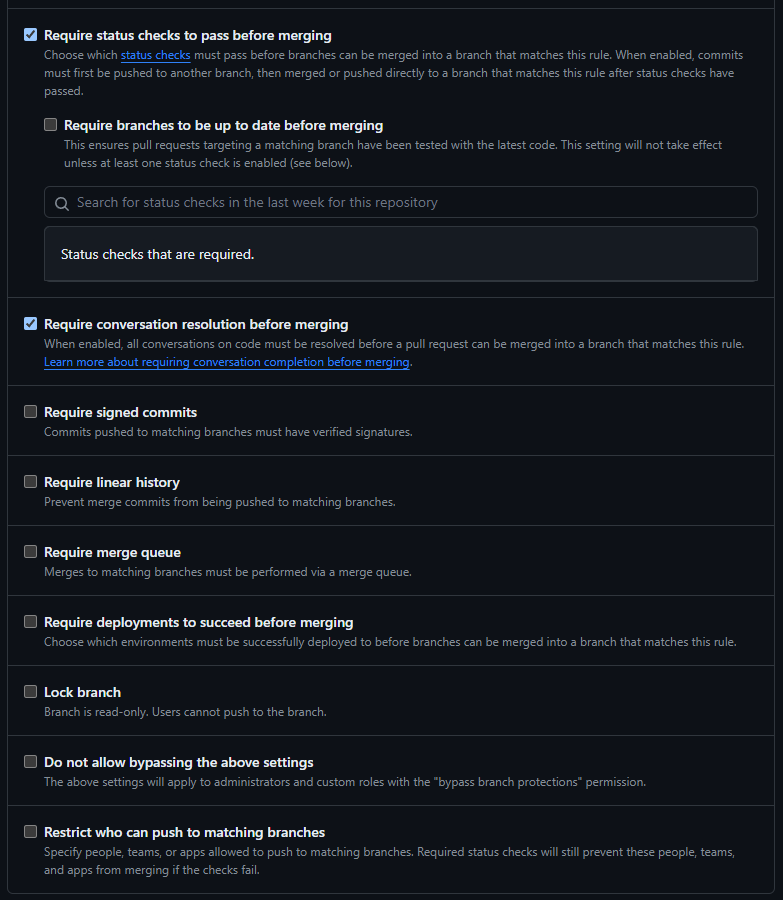 Require status checks to pass before merging
Choose which status checks must pass before branches can be merged into a branch that matches this rule. When enabled, commits
must first be pushed to another branch, then merged or pushed directly to a branch that matches this rule after status checks have
passed.
Require branches to be up to date before merging
This ensures pull requests targeting a matching branch have been tested with the latest code. This setting will not take effect
unless at least one status check is enabled (see below).
Search for status checks in the last week for this repository
Status checks that are required.
Require conversation resolution before merging
When enabled, all conversations on code must be resolved before a pull request can be merged into a branch that matches this rule.
Learn more about requiring conversation completion before merging.
Require signed commits
Commits pushed to matching branches must have verified signatures.
Require linear history
Prevent merge commits from being pushed to matching branches.
Require merge queue
Merges to matching branches must be performed via a merge queue.
Require deployments to succeed before merging
Choose which environments must be successfully deployed to before branches can be merged into a branch that matches this rule.
Lock branch
Branch is read-only. Users cannot push to the branch.
Do not allow bypassing the above settings
The above settings will apply to administrators and custom roles with the "bypass branch protections" permission.
Restrict who can push to matching branches
Specify people, teams, or apps allowed to push to matching branches. Required status checks will still prevent these people, teams,
and apps from merging if the checks fail.